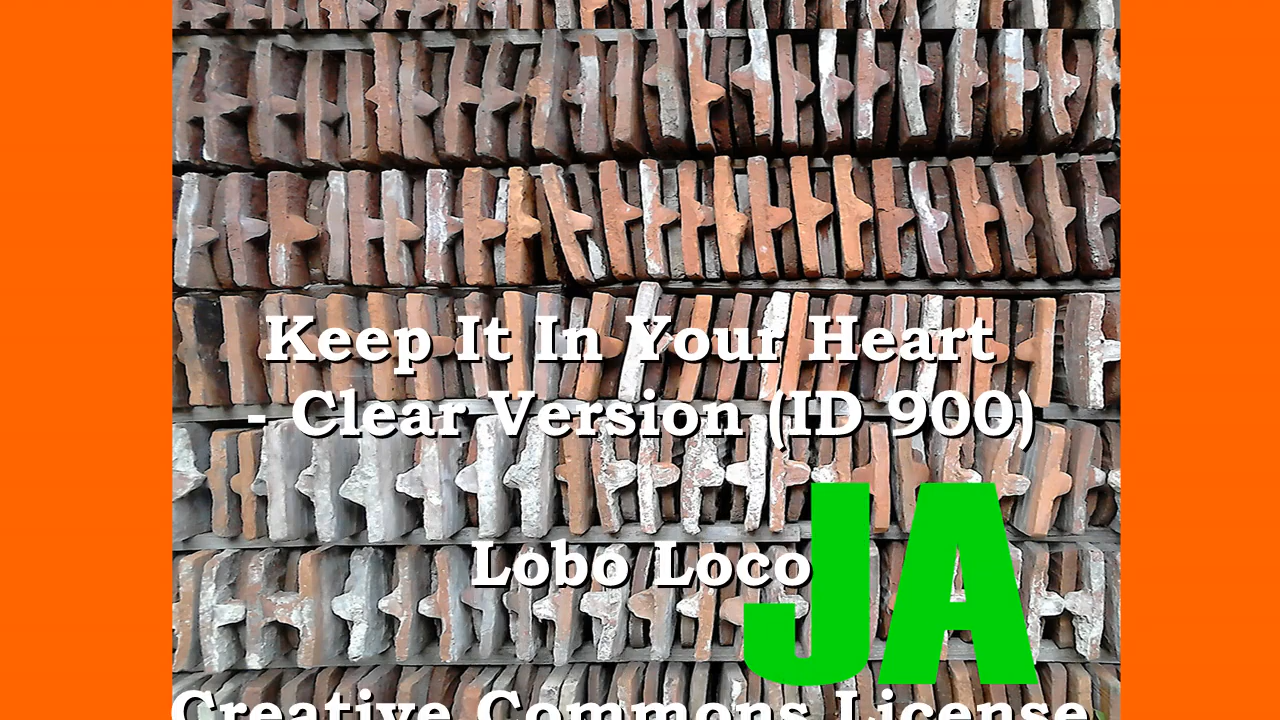 Keep It In Your Heart
- Clear Version (ID 900)
Lobo Loco
JA
Creative Commons License